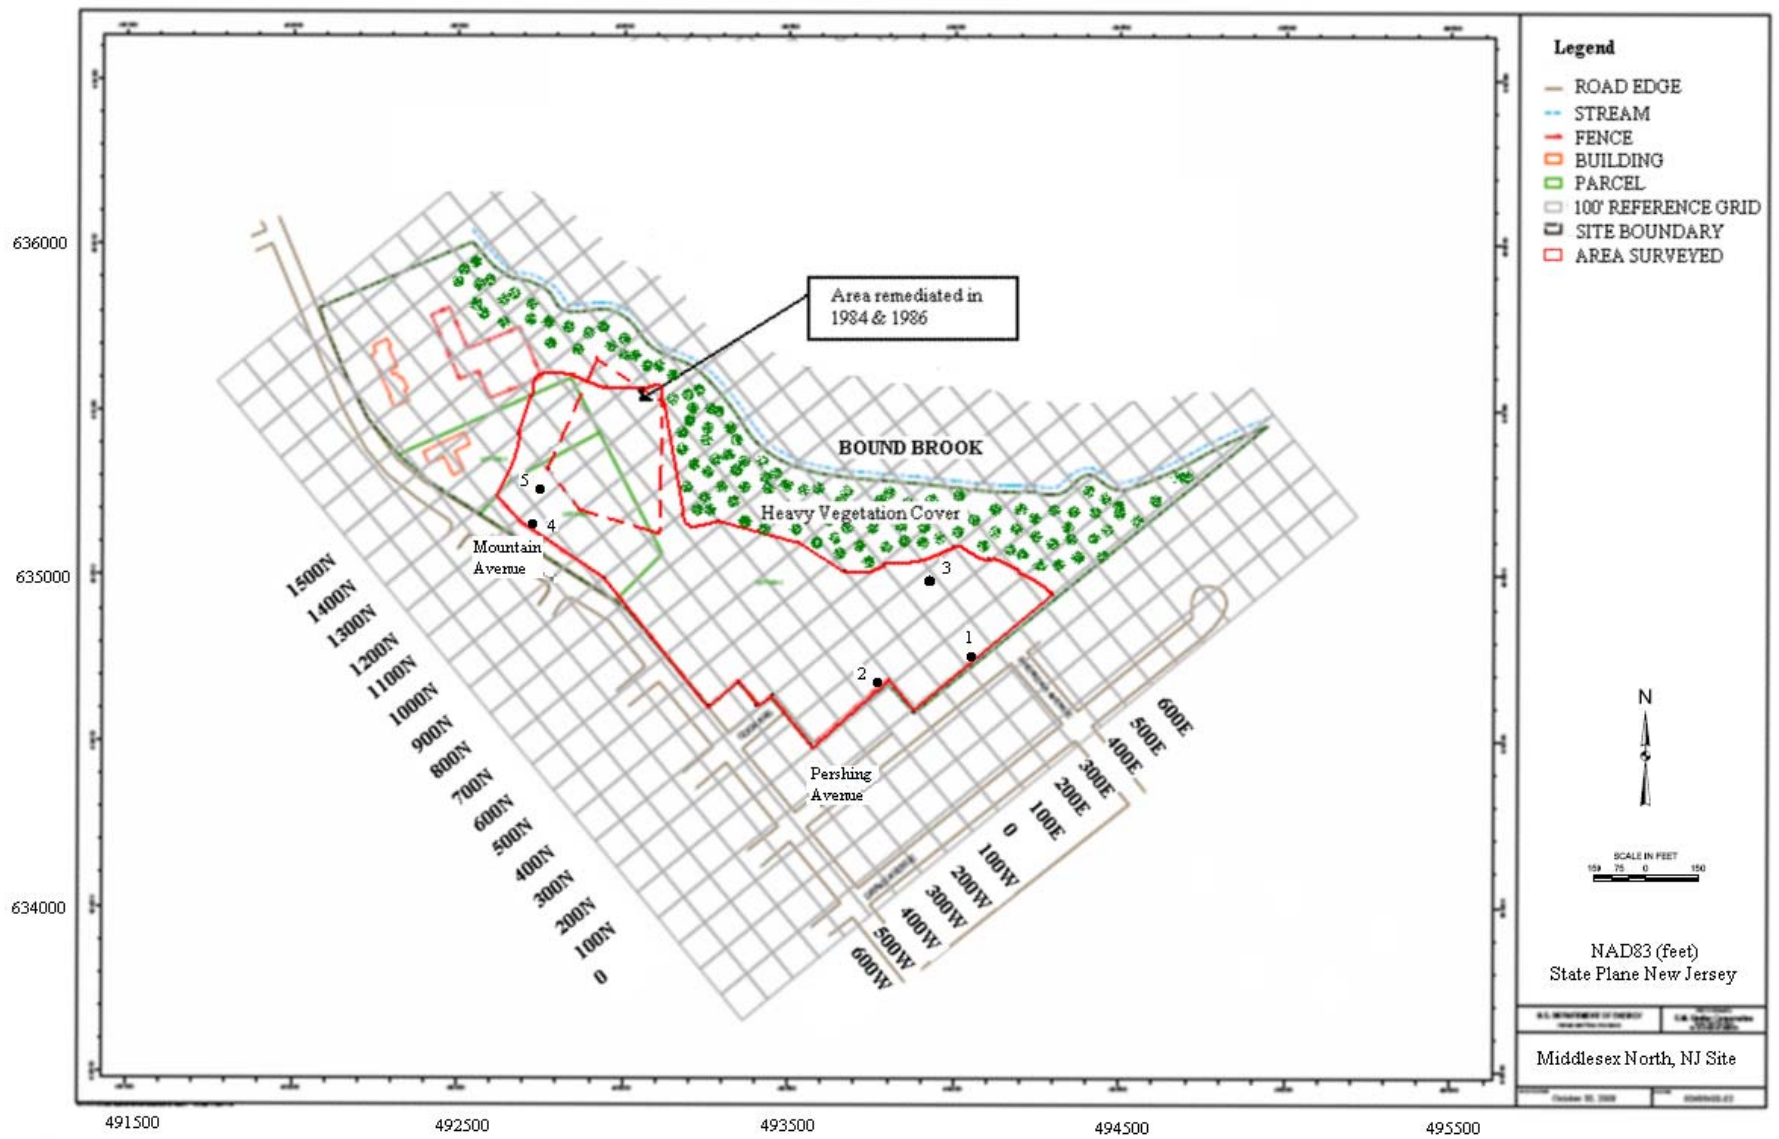 Legend
ROAD EDGE
STREAM
FENCE
BUILDING
PARCEL
100' REFERENCE GRID
SITE BOUNDARY
AREA SURVEYED
636000
635000
634000
Area remediated in
1984 & 1986
BOUND BROOK
Heavy Vegetation Cover
5
4
3
1
2
Mountain
Avenue
Pershing
Avenue
1500N
1400N
1300N
1200N
1100N
1000N
900N
800N
700N
600N
500N
400N
300N
200N
100N
0
600E
500E
400E
300E
200E
100E
0
100W
200W
300W
400W
500W
600W
N
SCALE IN FEET
150 75 0 150
NAD83 (feet)
State Plane New Jersey
U.S. DEPARTMENT OF ENERGY
Middlesex North, NJ Site
491500
492500
493500
494500
495500